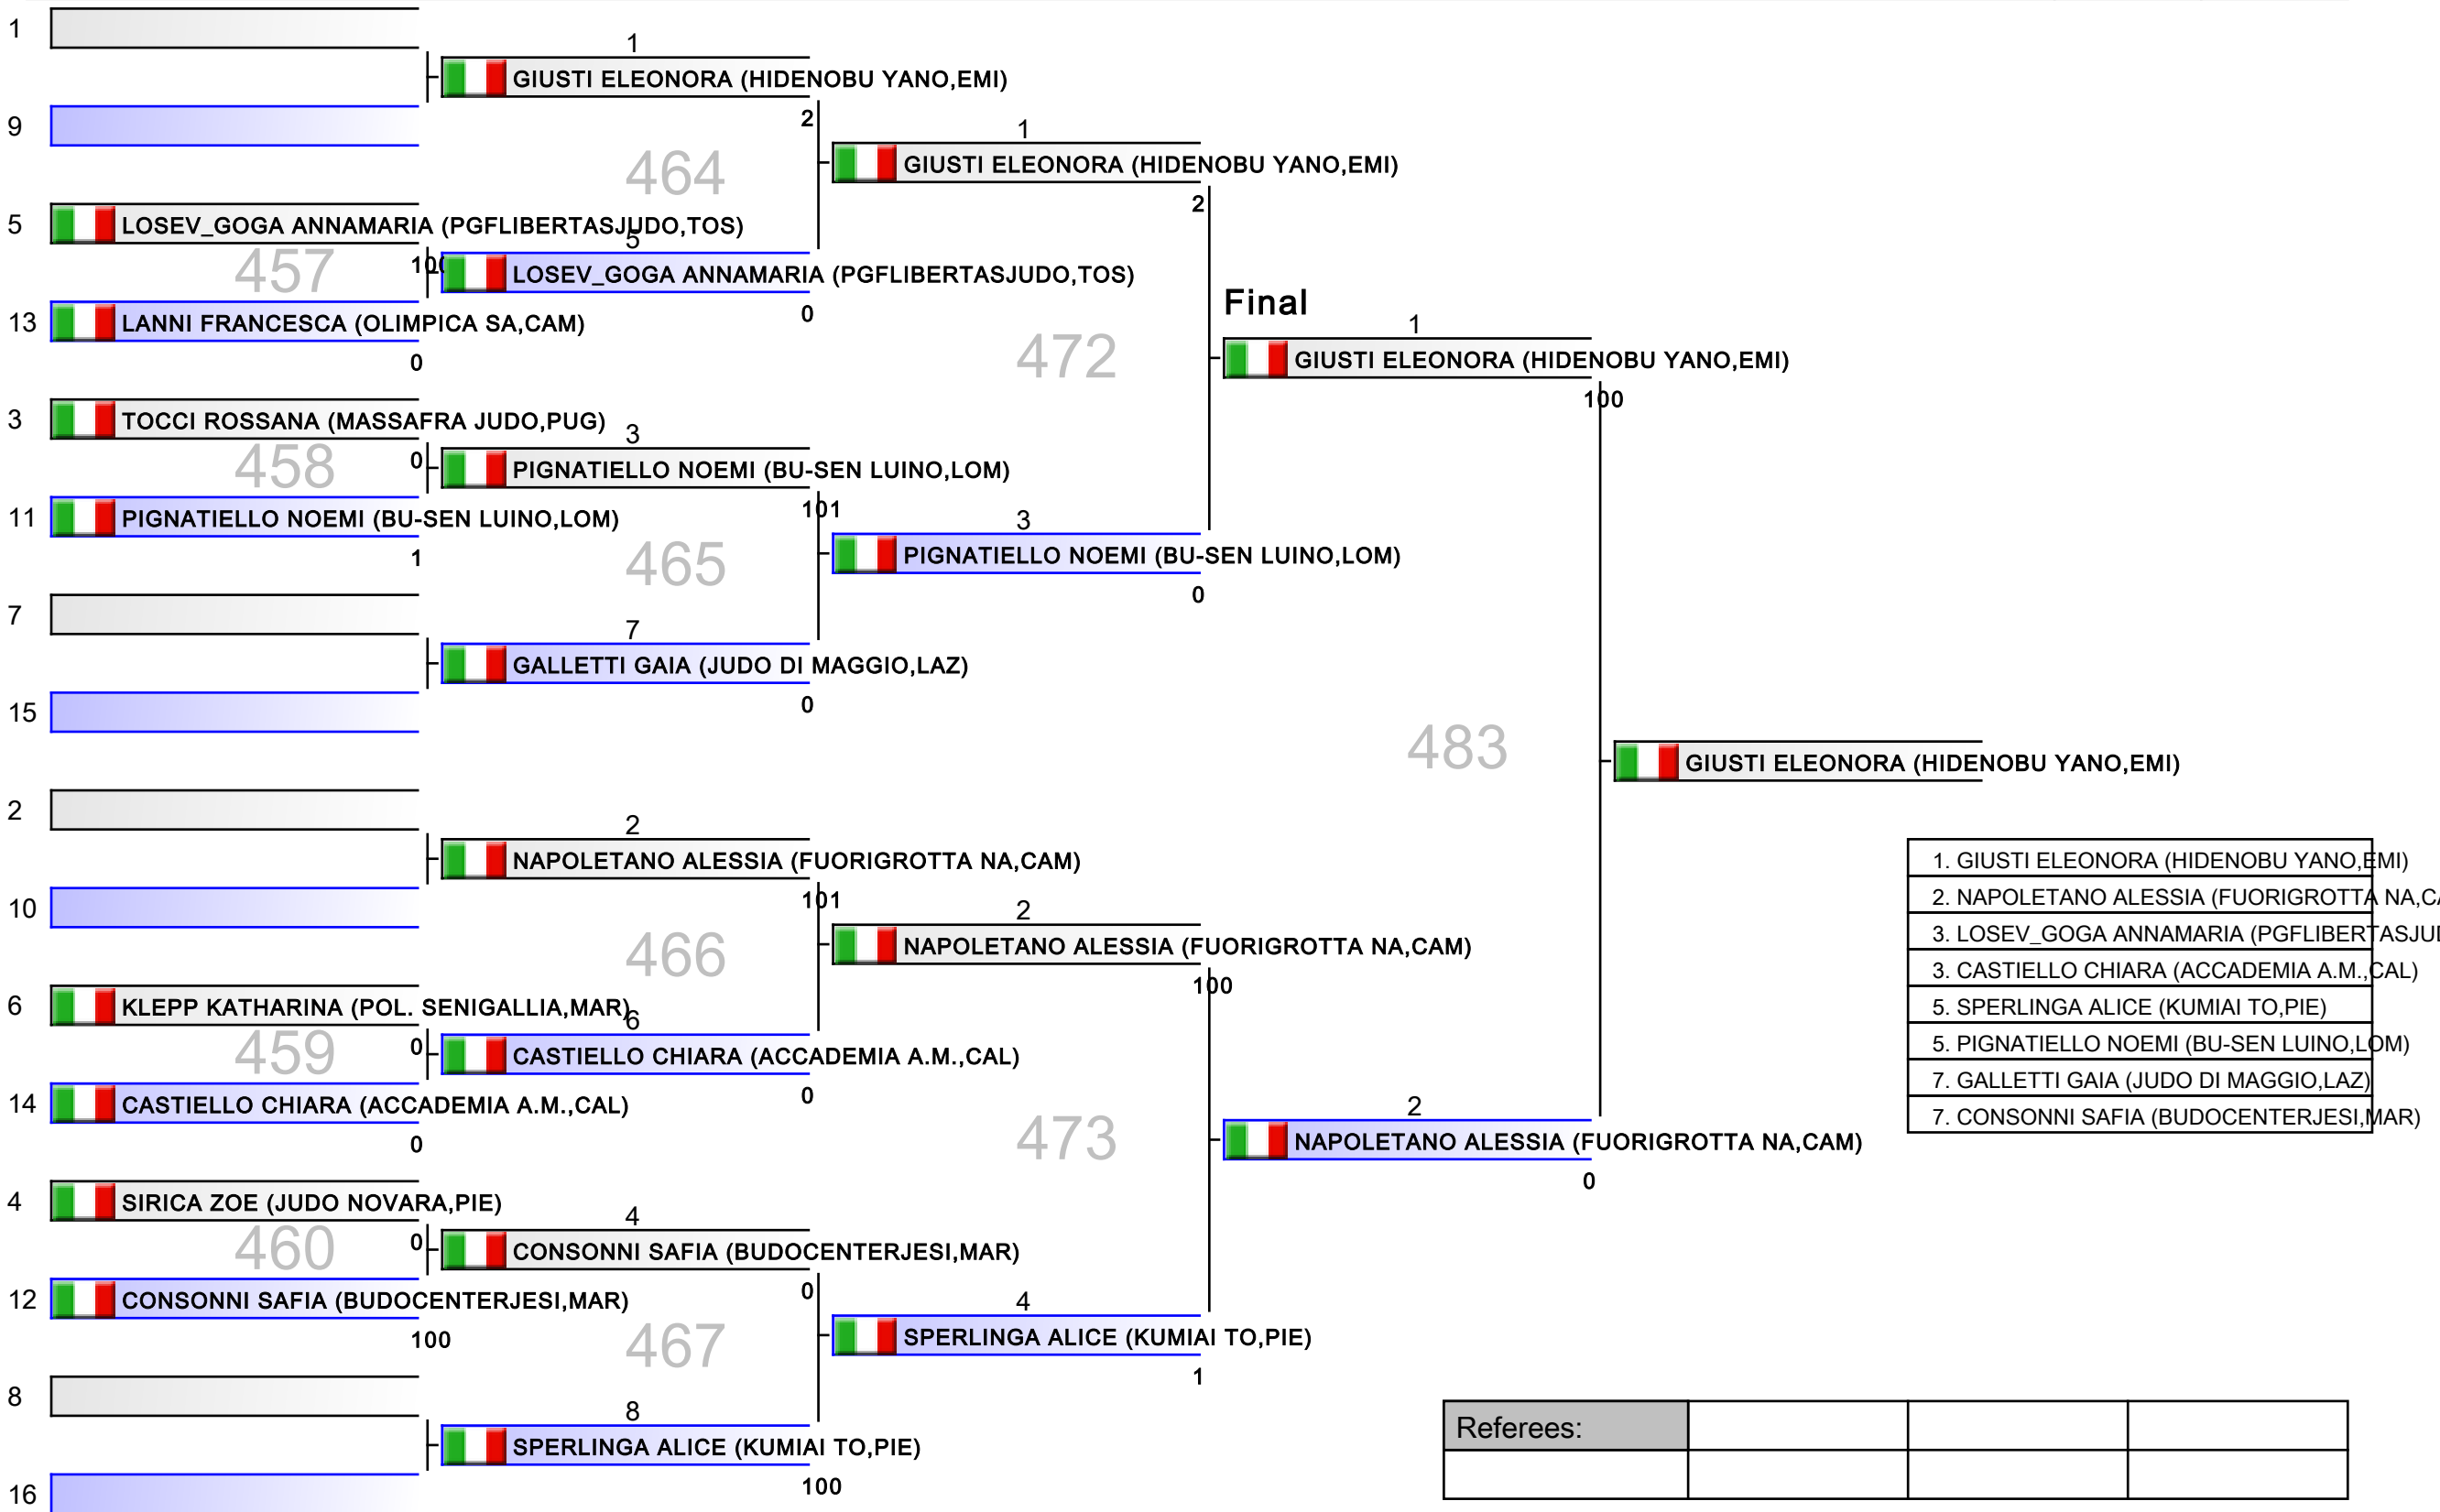 1
1
GIUSTI ELEONORA (HIDENOBU YANO,EMI)
9
2
1
464
GIUSTI ELEONORA (HIDENOBU YANO,EMI)
2
5
LOSEV_GOGA ANNAMARIA (PGFLIBERTASJUDO,TOS)
5
457
100
LOSEV_GOGA ANNAMARIA (PGFLIBERTASJUDO,TOS)
0
Final
13
LANNI FRANCESCA (OLIMPICA SA,CAM)
0
472
1
GIUSTI ELEONORA (HIDENOBU YANO,EMI)
100
3
TOCCI ROSSANA (MASSAFRA JUDO,PUG)
3
458
0
PIGNATIELLO NOEMI (BU-SEN LUINO,LOM)
101
11
PIGNATIELLO NOEMI (BU-SEN LUINO,LOM)
1
465
3
PIGNATIELLO NOEMI (BU-SEN LUINO,LOM)
0
7
7
GALLETTI GAIA (JUDO DI MAGGIO,LAZ)
0
15
483
GIUSTI ELEONORA (HIDENOBU YANO,EMI)
2
2
NAPOLETANO ALESSIA (FUORIGROTTA NA,CAM)
101
10
466
2
NAPOLETANO ALESSIA (FUORIGROTTA NA,CAM)
100
6
KLEPP KATHARINA (POL. SENIGALLIA,MAR)
6
459
0
CASTIELLO CHIARA (ACCADEMIA A.M.,CAL)
0
14
CASTIELLO CHIARA (ACCADEMIA A.M.,CAL)
0
473
2
NAPOLETANO ALESSIA (FUORIGROTTA NA,CAM)
0
4
SIRICA ZOE (JUDO NOVARA,PIE)
4
460
0
CONSONNI SAFIA (BUDOCENTERJESI,MAR)
0
12
CONSONNI SAFIA (BUDOCENTERJESI,MAR)
100
467
4
SPERLINGA ALICE (KUMIAI TO,PIE)
1
8
8
SPERLINGA ALICE (KUMIAI TO,PIE)
100
16
1. GIUSTI ELEONORA (HIDENOBU YANO,EMI)
2. NAPOLETANO ALESSIA (FUORIGROTTA NA,CA
3. LOSEV_GOGA ANNAMARIA (PGFLIBERTASJUD
3. CASTIELLO CHIARA (ACCADEMIA A.M.,CAL)
5. SPERLINGA ALICE (KUMIAI TO,PIE)
5. PIGNATIELLO NOEMI (BU-SEN LUINO,LOM)
7. GALLETTI GAIA (JUDO DI MAGGIO,LAZ)
7. CONSONNI SAFIA (BUDOCENTERJESI,MAR)
Referees: